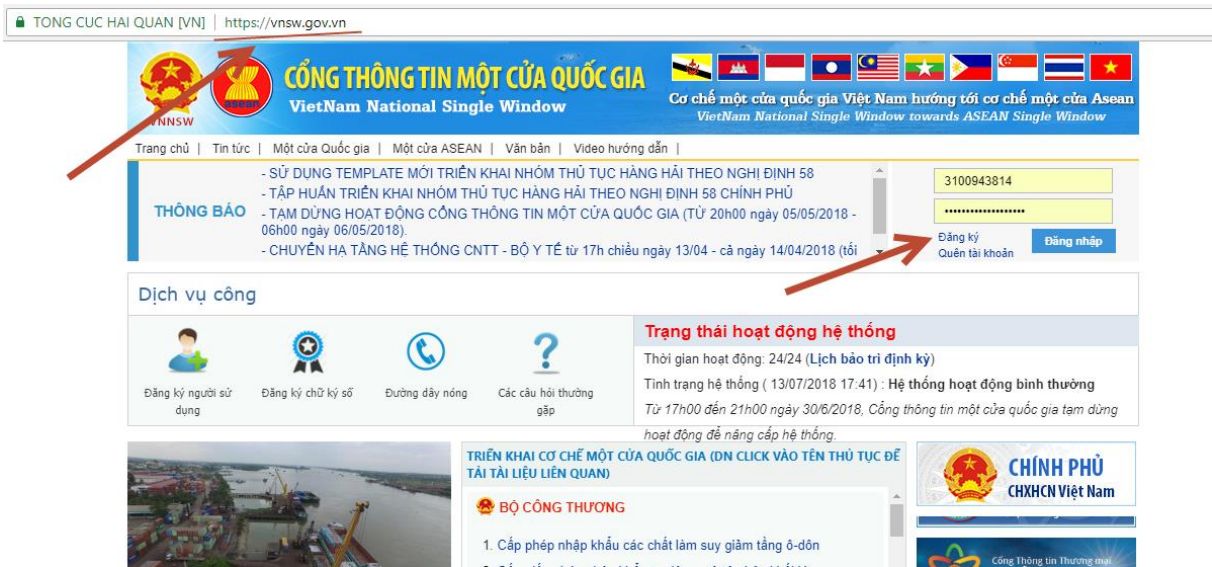 TONG CUC HAI QUAN [VN] | https://vnsw.gov.vn
CỔNG THÔNG TIN MỘT CỬA QUỐC GIA
VietNam National Single Window
VNNSW
asean
Cơ chế một cửa quốc gia Việt Nam hướng tới cơ chế một cửa Asean
VietNam National Single Window towards ASEAN Single Window
Trang chủ | Tin tức | Một cửa Quốc gia | Một cửa ASEAN | Văn bản | Video hướng dẫn |
THÔNG BÁO
- SỬ DỤNG TEMPLATE MỚI TRIỂN KHAI NHÓM THỦ TỤC HÀNG HẢI THEO NGHỊ ĐỊNH 58
- TẬP HUẤN TRIỂN KHAI NHÓM THỦ TỤC HÀNG HẢI THEO NGHỊ ĐỊNH 58 CHÍNH PHỦ
- TẠM DỪNG HOẠT ĐỘNG CỔNG THÔNG TIN MỘT CỬA QUỐC GIA (TỪ 20h00 ngày 05/05/2018 -
06h00 ngày 06/05/2018).
- CHUYỂN HẠ TẦNG HỆ THỐNG CNTT - BỘ Y TẾ từ 17h chiều ngày 13/04 - cả ngày 14/04/2018 (tối
3100943814
Đăng ký
Quên tài khoản
Đăng nhập
Dịch vụ công
Đăng ký người sử
dụng
Đăng ký chữ ký số
Đường dây nóng
Các câu hỏi thường
gặp
Trạng thái hoạt động hệ thống
Thời gian hoạt động: 24/24 (Lịch bảo trì định kỳ)
Tình trạng hệ thống ( 13/07/2018 17:41) : Hệ thống hoạt động bình thường
Từ 17h00 đến 21h00 ngày 30/6/2018, Cổng thông tin một cửa quốc gia tạm dừng
hoạt động để nâng cấp hệ thống.
TRIỂN KHAI CƠ CHẾ MỘT CỬA QUỐC GIA (DN CLICK VÀO TÊN THỦ TỤC ĐỂ
TẢI TÀI LIỆU LIÊN QUAN)
BỘ CÔNG THƯƠNG
1. Cấp phép nhập khẩu các chất làm suy giảm tầng ô-dôn
CHÍNH PHỦ
CHXHCN Việt Nam
Cổng Thông tin Thương mại